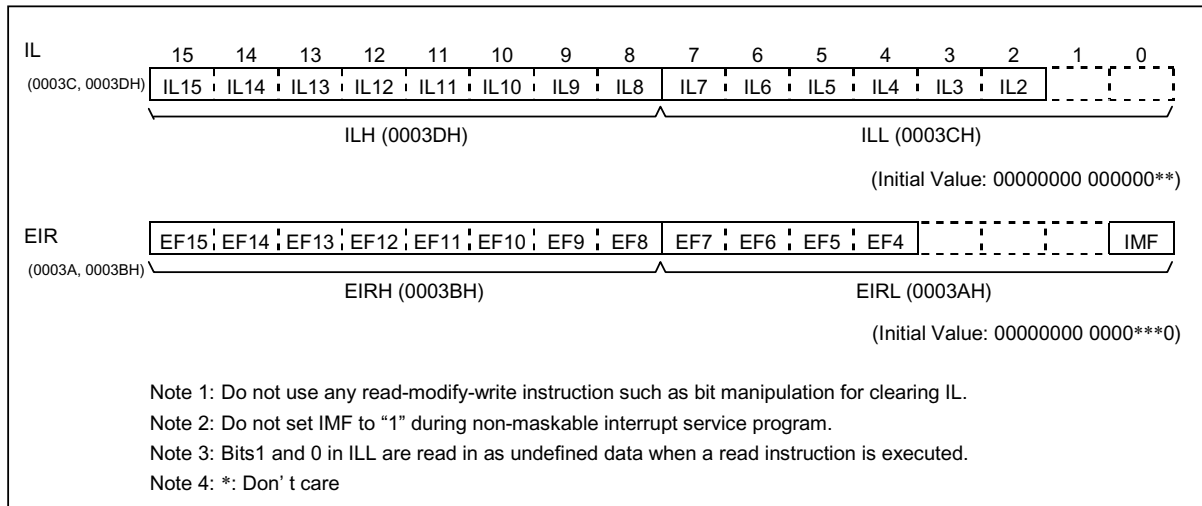 IL 15 14 13 12 11 10 9 8 7 6 5 4 3 2 1 0
(0003C, 0003DH) IL15 IL14 IL13 IL12 IL11 IL10 IL9 IL8 IL7 IL6 IL5 IL4 IL3 IL2
ILH (0003DH) ILL (0003CH)
(Initial Value: 00000000 000000**)
EIR EF15 EF14 EF13 EF12 EF11 EF10 EF9 EF8 EF7 EF6 EF5 EF4 IMF
(0003A, 0003BH)
EIRH (0003BH) EIRL (0003AH)
(Initial Value: 00000000 0000***0)
Note 1: Do not use any read-modify-write instruction such as bit manipulation for clearing IL.
Note 2: Do not set IMF to “1” during non-maskable interrupt service program.
Note 3: Bits1 and 0 in ILL are read in as undefined data when a read instruction is executed.
Note 4: *: Don’ t care